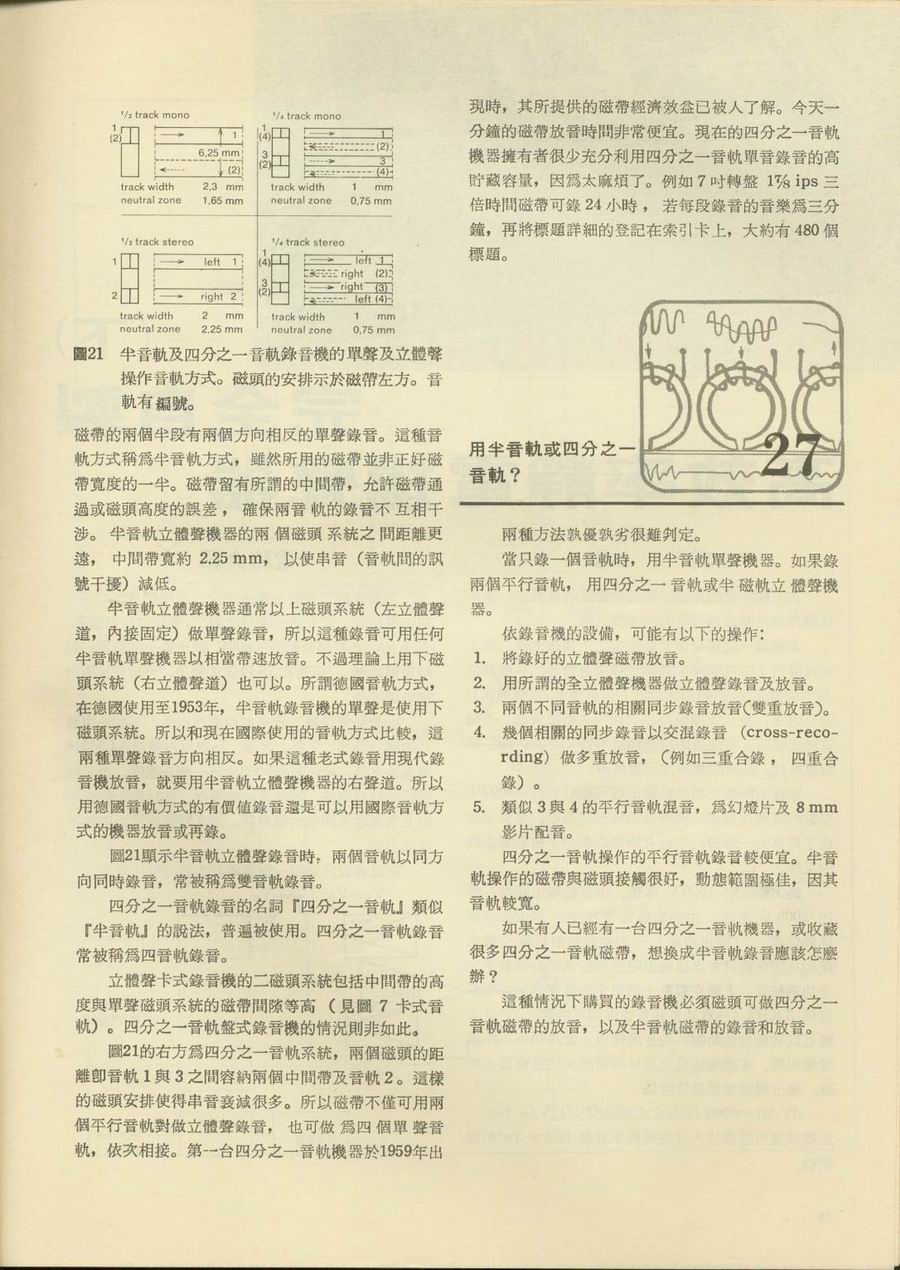 1/2 track mono
1
(2)
1
6,25 mm
(2)
track width 2,3 mm
neutral zone 1,65 mm
1/4 track mono
1
(4)
3
(2)
1
(2)
3
(4)
track width 1 mm
neutral zone 0,75 mm
1/2 track stereo
1
2
left 1
right 2
track width 2 mm
neutral zone 2,25 mm
1/4 track stereo
1
(4)
3
(2)
left 1
right (2)
right (3)
left (4)
track width 1 mm
neutral zone 0,75 mm
圖21 半音軌及四分之一音軌錄音機的單聲及立體聲
操作音軌方式。磁頭的安排示於磁帶左方。音
軌有編號。
磁帶的兩個半段有兩個方向相反的單聲錄音。這種音
軌方式稱爲半音軌方式，雖然所用的磁帶並非正好磁
帶寬度的一半。磁帶留有所謂的中間帶，允許磁帶通
過或磁頭高度的誤差，確保兩音軌的錄音不互相干
涉。半音軌立體聲機器的兩個磁頭系統之間距離更
遠，中間帶寬約 2.25 mm，以使串音（音軌間的訊
號干擾）減低。
半音軌立體聲機器通常以上磁頭系統（左立體聲
道，內接固定）做單聲錄音，所以這種錄音可用任何
半音軌單聲機器以相當帶速放音。不過理論上用下磁
頭系統（右立體聲道）也可以。所謂德國音軌方式，
在德國使用至1953年，半音軌錄音機的單聲是使用下
磁頭系統。所以和現在國際使用的音軌方式比較，這
兩種單聲錄音方向相反。如果這種老式錄音用現代錄
音機放音，就要用半音軌立體聲機器的右聲道。所以
用德國音軌方式的有價值錄音還是可以用國際音軌方
式的機器放音或再錄。
圖21顯示半音軌立體聲錄音時，兩個音軌以同方
向同時錄音，常被稱爲雙音軌錄音。
四分之一音軌錄音的名詞『四分之一音軌』類似
『半音軌』的說法，普遍被使用。四分之一音軌錄音
常被稱爲四音軌錄音。
立體聲卡式錄音機的二磁頭系統包括中間帶的高
度與單聲磁頭系統的磁帶間隙等高（見圖 7 卡式音
軌）。四分之一音軌盤式錄音機的情況則非如此。
圖21的右方爲四分之一音軌系統，兩個磁頭的距
離卽音軌 1 與 3 之間容納兩個中間帶及音軌 2。這樣
的磁頭安排使得串音衰減很多。所以磁帶不僅可用兩
個平行音軌對做立體聲錄音，也可做爲四個單聲音
軌，依次相接。第一台四分之一音軌機器於1959年出
現時，其所提供的磁帶經濟效益已被人了解。今天一
分鐘的磁帶放音時間非常便宜。現在的四分之一音軌
機器擁有者很少充分利用四分之一音軌單音錄音的高
貯藏容量，因爲太麻煩了。例如 7 吋轉盤 1⅞ ips 三
倍時間磁帶可錄 24 小時，若每段錄音的音樂爲三分
鐘，再將標題詳細的登記在索引卡上，大約有 480 個
標題。
用半音軌或四分之一
音軌？
27
兩種方法孰優孰劣很難判定。
當只錄一個音軌時，用半音軌單聲機器。如果錄
兩個平行音軌，用四分之一音軌或半磁軌立體聲機
器。
依錄音機的設備，可能有以下的操作：
1. 將錄好的立體聲磁帶放音。
2. 用所謂的全立體聲機器做立體聲錄音及放音。
3. 兩個不同音軌的相關同步錄音放音（雙重放音）。
4. 幾個相關的同步錄音以交混錄音（cross-reco-
rding）做多重放音，（例如三重合錄，四重合
錄）。
5. 類似 3 與 4 的平行音軌混音，爲幻燈片及 8 mm
影片配音。
四分之一音軌操作的平行音軌錄音較便宜。半音
軌操作的磁帶與磁頭接觸很好，動態範圍極佳，因其
音軌較寬。
如果有人已經有一台四分之一音軌機器，或收藏
很多四分之一音軌磁帶，想換成半音軌錄音應該怎麽
辦？
這種情況下購買的錄音機必須磁頭可做四分之一
音軌磁帶的放音，以及半音軌磁帶的錄音和放音。